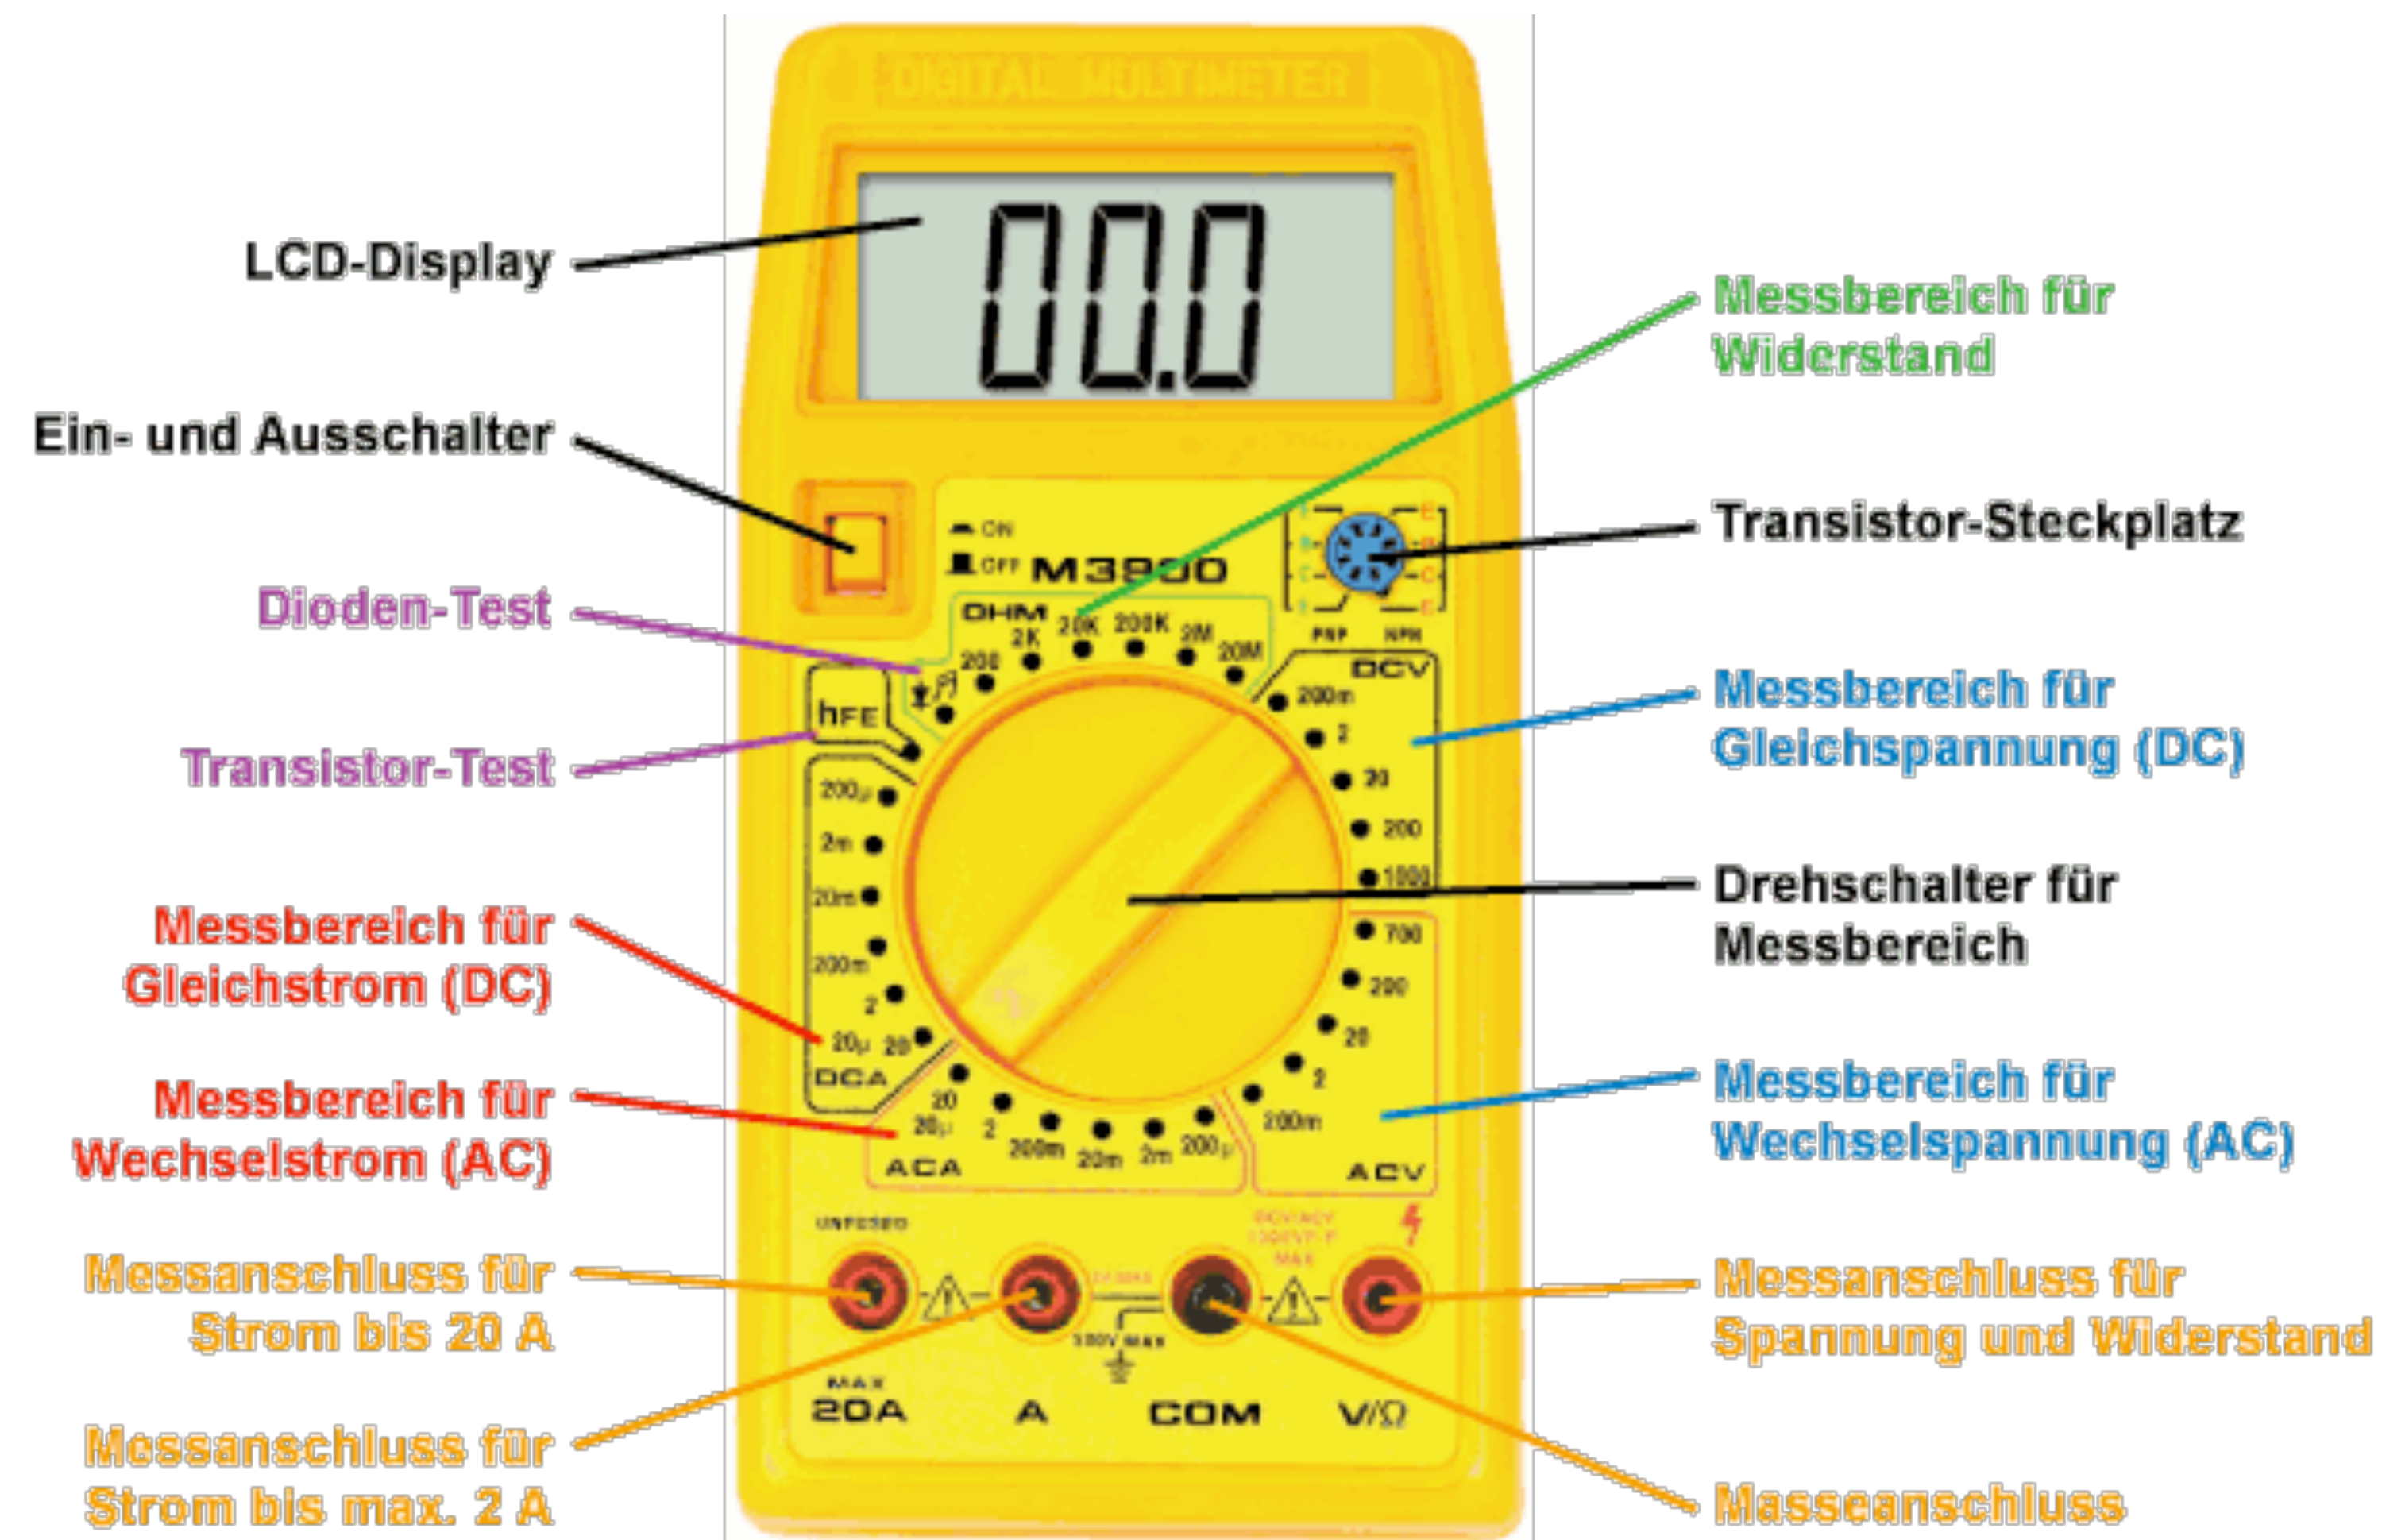 DIGITAL MULTIMETER
00.0
LCD-Display
Ein- und Ausschalter
Dioden-Test
Transistor-Test
Messbereich für
Gleichstrom (DC)
Messbereich für
Wechselstrom (AC)
Messanschluss für
Strom bis 20 A
Messanschluss für
Strom bis max. 2 A
ON
OFF
M3900
OHM
200
2K
20K
200K
2M
20M
PNP
NPN
E
B
C
E
hFE
200µ
2m
20m
200m
2
20µ 20
DCA
DCV
200m
2
20
200
1000
700
200
20
2
200m
ACV
20
20µ
2
200m
20m
2m
200µ
ACA
UNFUSED
MAX
20A
A
COM
V/Ω
MAX
Messbereich für
Widerstand
Transistor-Steckplatz
Messbereich für
Gleichspannung (DC)
Drehschalter für
Messbereich
Messbereich für
Wechselspannung (AC)
Messanschluss für
Spannung und Widerstand
Masseanschluss